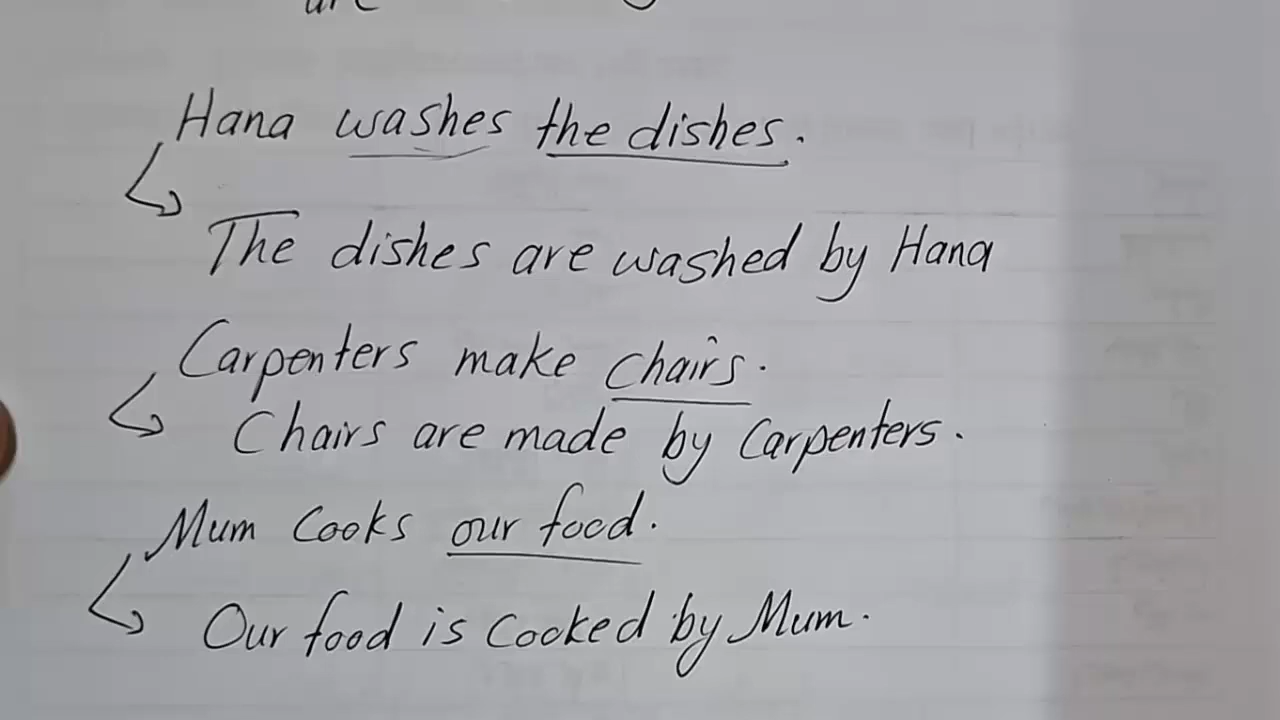 Hana washes the dishes.
The dishes are washed by Hana
Carpenters make chairs.
Chairs are made by Carpenters.
Mum Cooks our food.
Our food is Cooked by Mum.